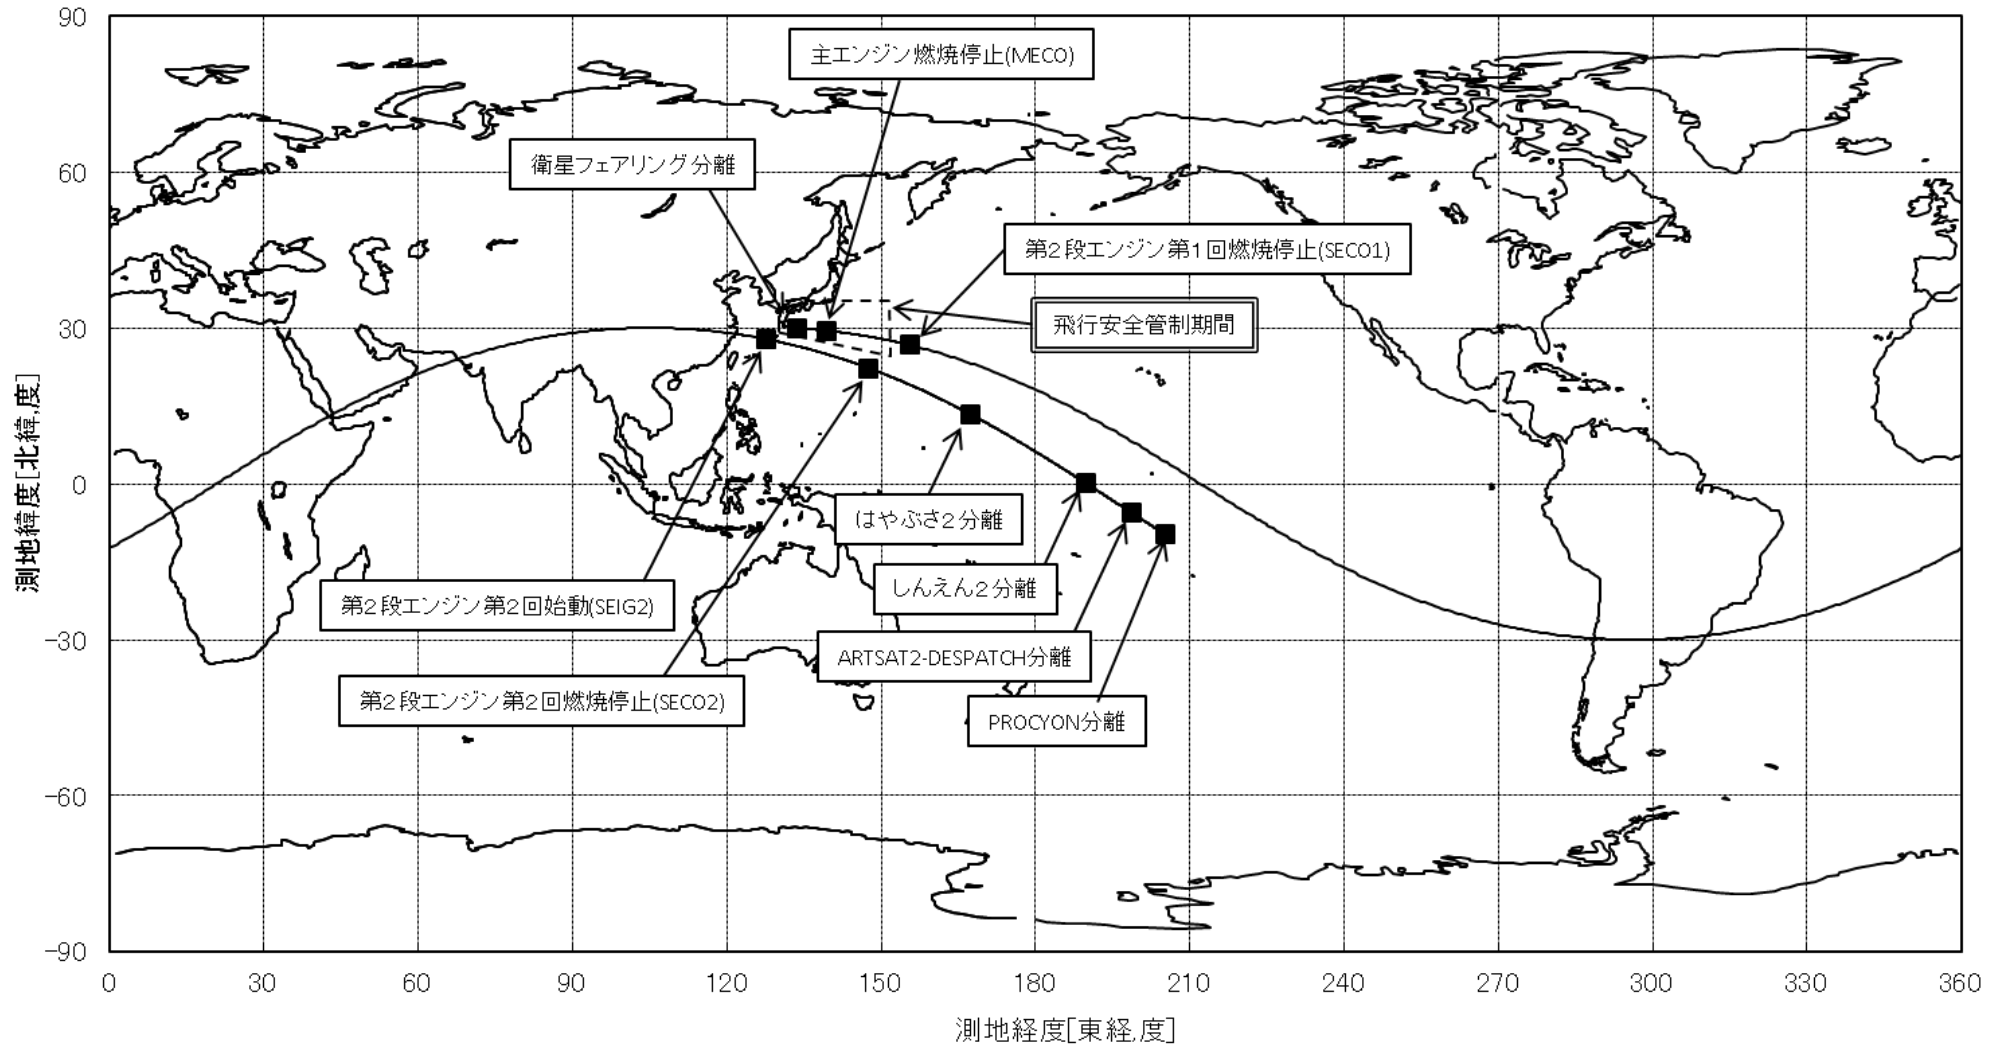 主エンジン燃焼停止(MECO)
衛星フェアリング分離
第2段エンジン第1回燃焼停止(SECO1)
飛行安全管制期間
はやぶさ2分離
しんえん2分離
第2段エンジン第2回始動(SEIG2)
ARTSAT2-DESPATCH分離
第2段エンジン第2回燃焼停止(SECO2)
PROCYON分離
測地緯度[北緯,度]
90
60
30
0
-30
-60
-90
0 30 60 90 120 150 180 210 240 270 300 330 360
測地経度[東経,度]